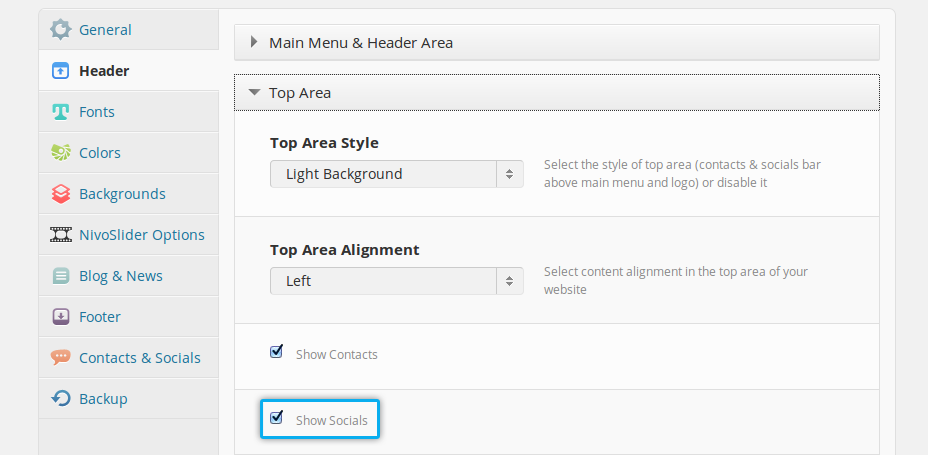 General
Header
Fonts
Colors
Backgrounds
NivoSlider Options
Blog & News
Footer
Contacts & Socials
Backup
Main Menu & Header Area
Top Area
Top Area Style
Light Background
Select the style of top area (contacts & socials bar
above main menu and logo) or disable it
Top Area Alignment
Left
Select content alignment in the top area of your
website
Show Contacts
Show Socials